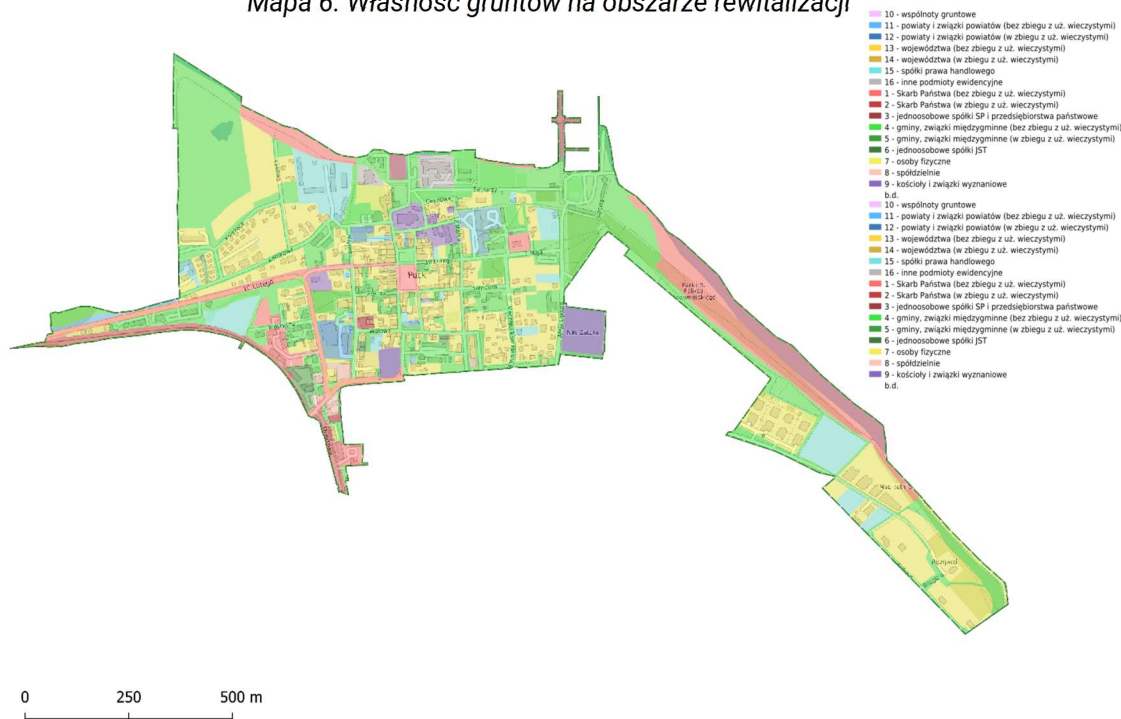 Mapa 6. Własność gruntów na obszarze rewitalizacji
10 - wspólnoty gruntowe
11 - powiaty i związki powiatów (bez zbiegu z uż. wieczystymi)
12 - powiaty i związki powiatów (w zbiegu z uż. wieczystymi)
13 - województwa (bez zbiegu z uż. wieczystymi)
14 - województwa (w zbiegu z uż. wieczystymi)
15 - spółki prawa handlowego
16 - inne podmioty ewidencyjne
1 - Skarb Państwa (bez zbiegu z uż. wieczystymi)
2 - Skarb Państwa (w zbiegu z uż. wieczystymi)
3 - jednoosobowe spółki SP i przedsiębiorstwa państwowe
4 - gminy, związki międzygminne (bez zbiegu z uż. wieczystymi)
5 - gminy, związki międzygminne (w zbiegu z uż. wieczystymi)
6 - jednoosobowe spółki JST
7 - osoby fizyczne
8 - spółdzielnie
9 - kościoły i związki wyznaniowe
b.d.
10 - wspólnoty gruntowe
11 - powiaty i związki powiatów (bez zbiegu z uż. wieczystymi)
12 - powiaty i związki powiatów (w zbiegu z uż. wieczystymi)
13 - województwa (bez zbiegu z uż. wieczystymi)
14 - województwa (w zbiegu z uż. wieczystymi)
15 - spółki prawa handlowego
16 - inne podmioty ewidencyjne
1 - Skarb Państwa (bez zbiegu z uż. wieczystymi)
2 - Skarb Państwa (w zbiegu z uż. wieczystymi)
3 - jednoosobowe spółki SP i przedsiębiorstwa państwowe
4 - gminy, związki międzygminne (bez zbiegu z uż. wieczystymi)
5 - gminy, związki międzygminne (w zbiegu z uż. wieczystymi)
6 - jednoosobowe spółki JST
7 - osoby fizyczne
8 - spółdzielnie
9 - kościoły i związki wyznaniowe
b.d.
Puck
10 Lutego
0 250 500 m